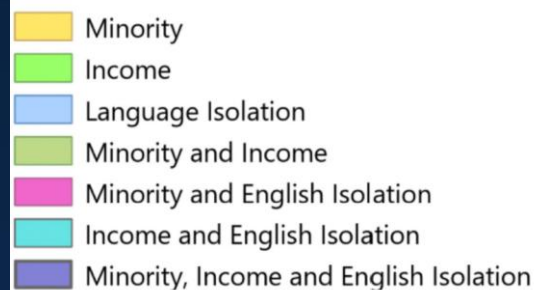 Minority
Income
Language Isolation
Minority and Income
Minority and English Isolation
Income and English Isolation
Minority, Income and English Isolation